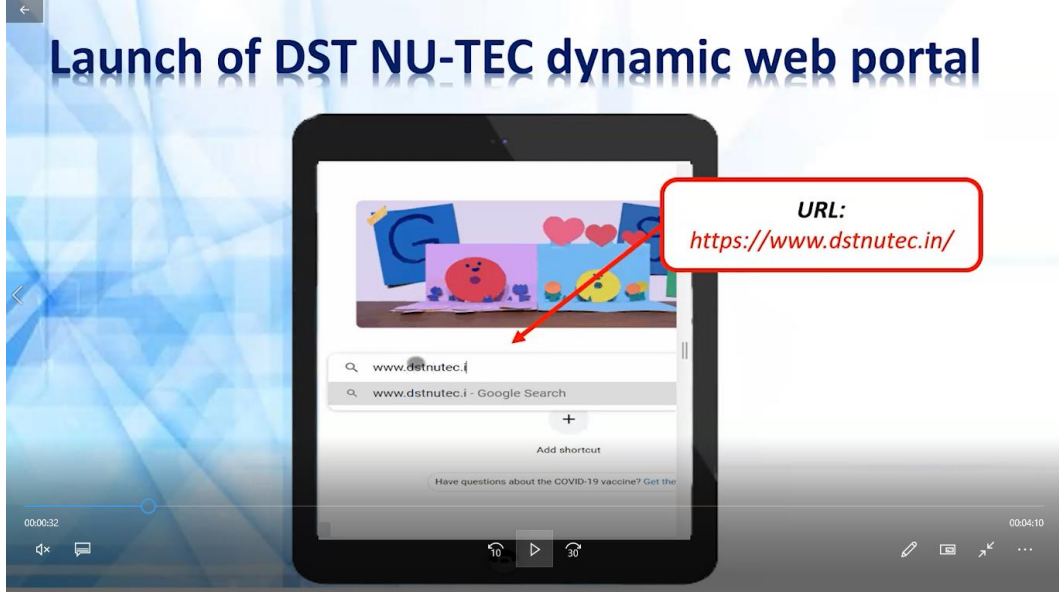 Launch of DST NU-TEC dynamic web portal
URL:
https://www.dstnutec.in/
G
www.dstnutec.i
www.dstnutec.i - Google Search
Add shortcut
Have questions about the COVID-19 vaccine? Get the
00:00:32
00:04:10
10
30